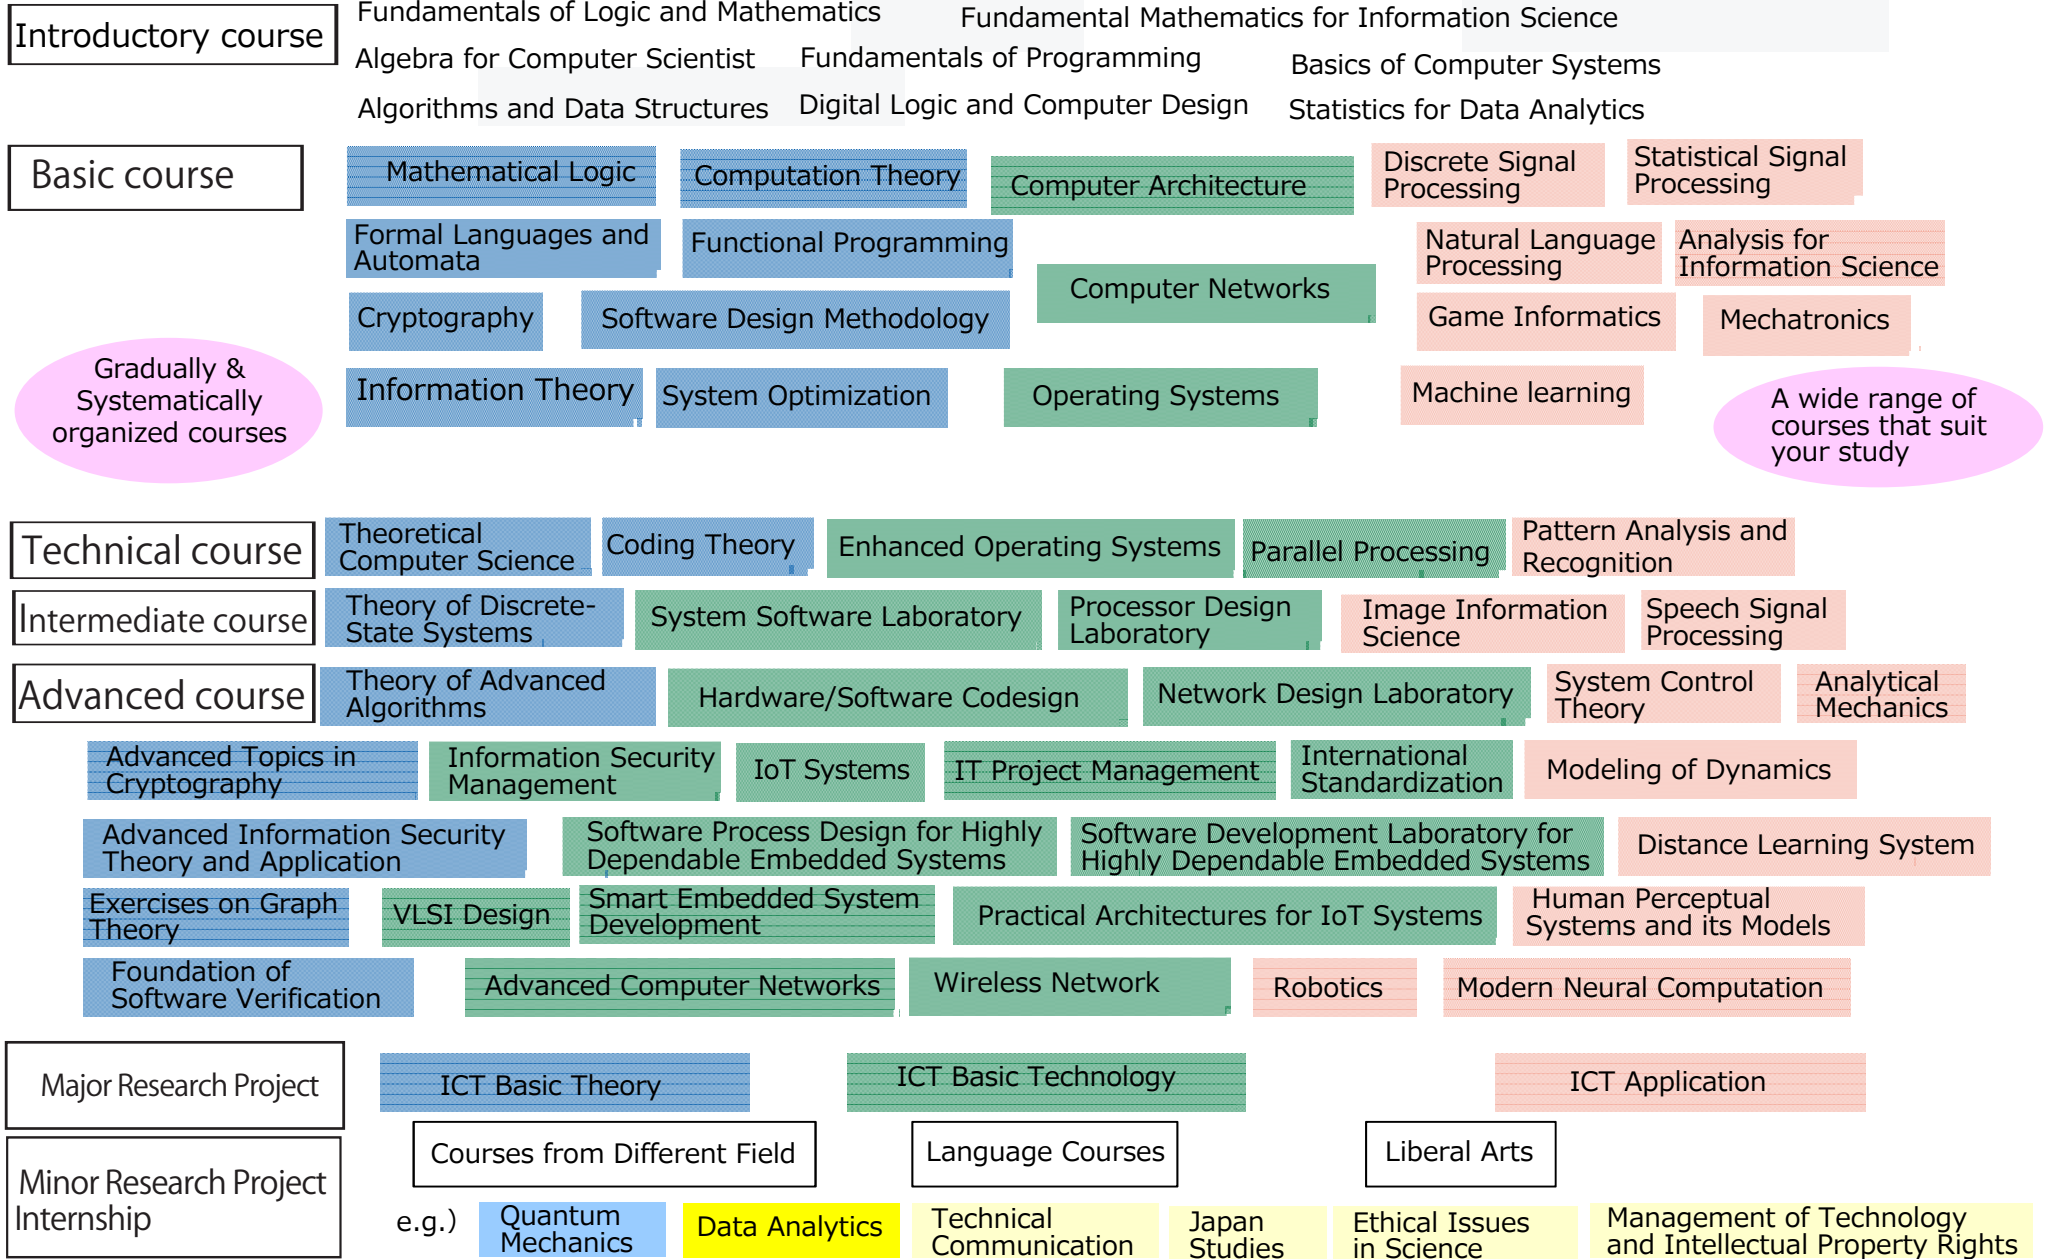 Introductory course
Fundamentals of Logic and Mathematics
Fundamental Mathematics for Information Science
Algebra for Computer Scientist
Fundamentals of Programming
Basics of Computer Systems
Algorithms and Data Structures
Digital Logic and Computer Design
Statistics for Data Analytics
Basic course
Mathematical Logic
Computation Theory
Computer Architecture
Discrete Signal
Processing
Statistical Signal
Processing
Formal Languages and
Automata
Functional Programming
Computer Networks
Natural Language
Processing
Analysis for
Information Science
Cryptography
Software Design Methodology
Game Informatics
Mechatronics
Gradually &
Systematically
organized courses
Information Theory
System Optimization
Operating Systems
Machine learning
A wide range of
courses that suit
your study
Technical course
Theoretical
Computer Science
Coding Theory
Enhanced Operating Systems
Parallel Processing
Pattern Analysis and
Recognition
Intermediate course
Theory of Discrete-
State Systems
System Software Laboratory
Processor Design
Laboratory
Image Information
Science
Speech Signal
Processing
Advanced course
Theory of Advanced
Algorithms
Hardware/Software Codesign
Network Design Laboratory
System Control
Theory
Analytical
Mechanics
Advanced Topics in
Cryptography
Information Security
Management
IoT Systems
IT Project Management
International
Standardization
Modeling of Dynamics
Advanced Information Security
Theory and Application
Software Process Design for Highly
Dependable Embedded Systems
Software Development Laboratory for
Highly Dependable Embedded Systems
Distance Learning System
Exercises on Graph
Theory
VLSI Design
Smart Embedded System
Development
Practical Architectures for IoT Systems
Human Perceptual
Systems and its Models
Foundation of
Software Verification
Advanced Computer Networks
Wireless Network
Robotics
Modern Neural Computation
Major Research Project
ICT Basic Theory
ICT Basic Technology
ICT Application
Minor Research Project
Internship
Courses from Different Field
Language Courses
Liberal Arts
e.g.)
Quantum
Mechanics
Data Analytics
Technical
Communication
Japan
Studies
Ethical Issues
in Science
Management of Technology
and Intellectual Property Rights